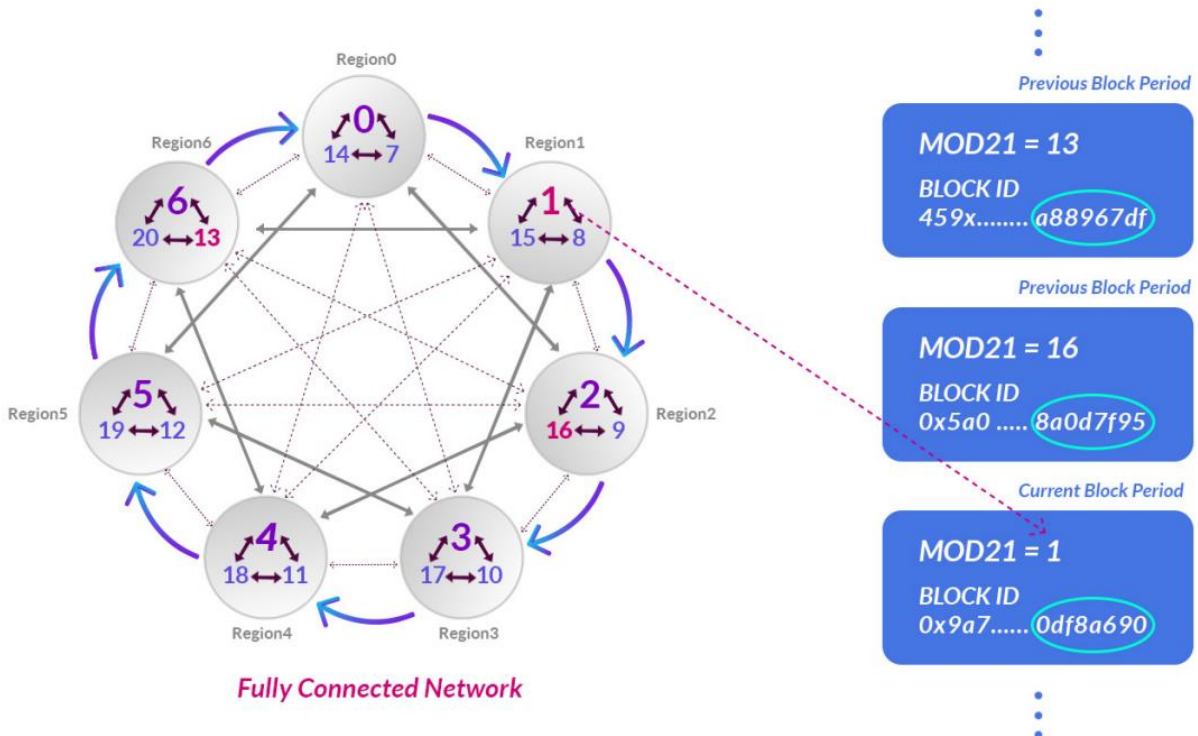 Region0
0
14 7
Region1
1
15 8
Region2
2
16 9
Region3
3
17 10
Region4
4
18 11
Region5
5
19 12
Region6
6
20 13
Fully Connected Network
Previous Block Period
MOD21 = 13
BLOCK ID
459x........ a88967df
Previous Block Period
MOD21 = 16
BLOCK ID
0x5a0 ..... 8a0d7f95
Current Block Period
MOD21 = 1
BLOCK ID
0x9a7...... 0df8a690